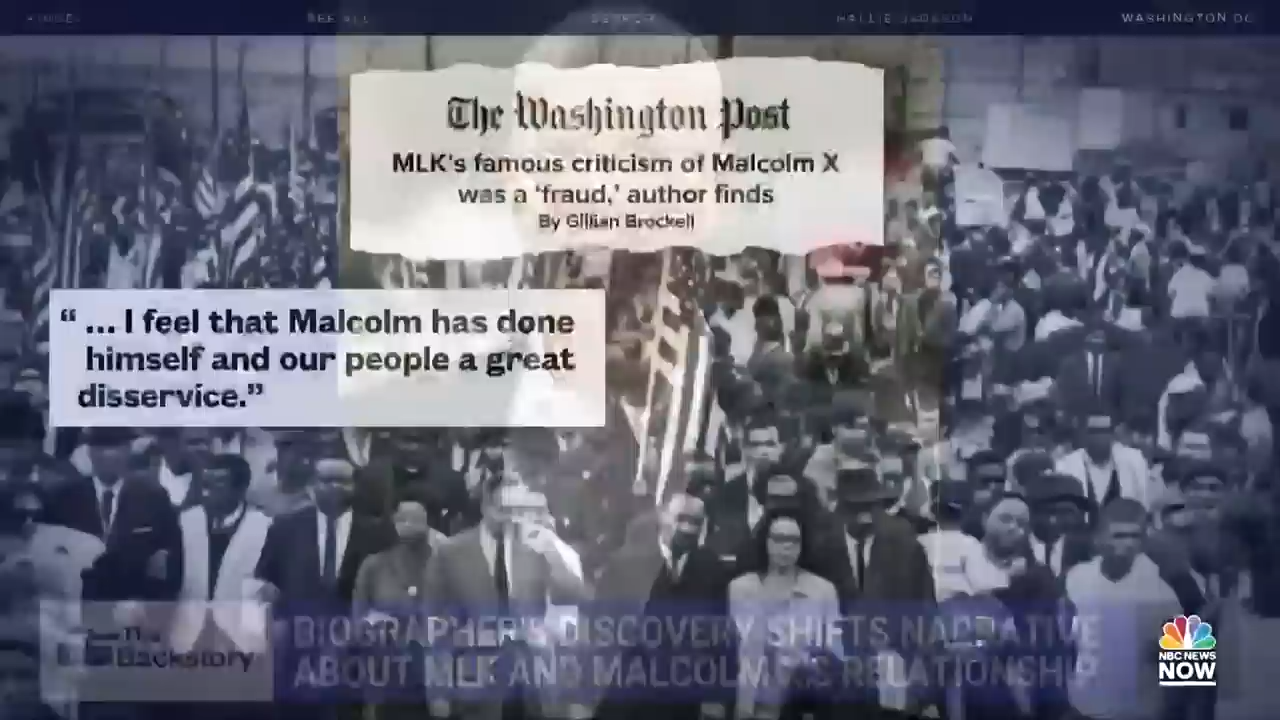 HALLIE JACKSON
WASHINGTON DC
The Washington Post
MLK's famous criticism of Malcolm X
was a 'fraud,' author finds
By Gillian Brockell
“ ... I feel that Malcolm has done
himself and our people a great
disservice.”
The
Backstory
BIOGRAPHER'S DISCOVERY SHIFTS NARRATIVE
ABOUT MLK AND MALCOLM X'S RELATIONSHIP
NBC NEWS
NOW